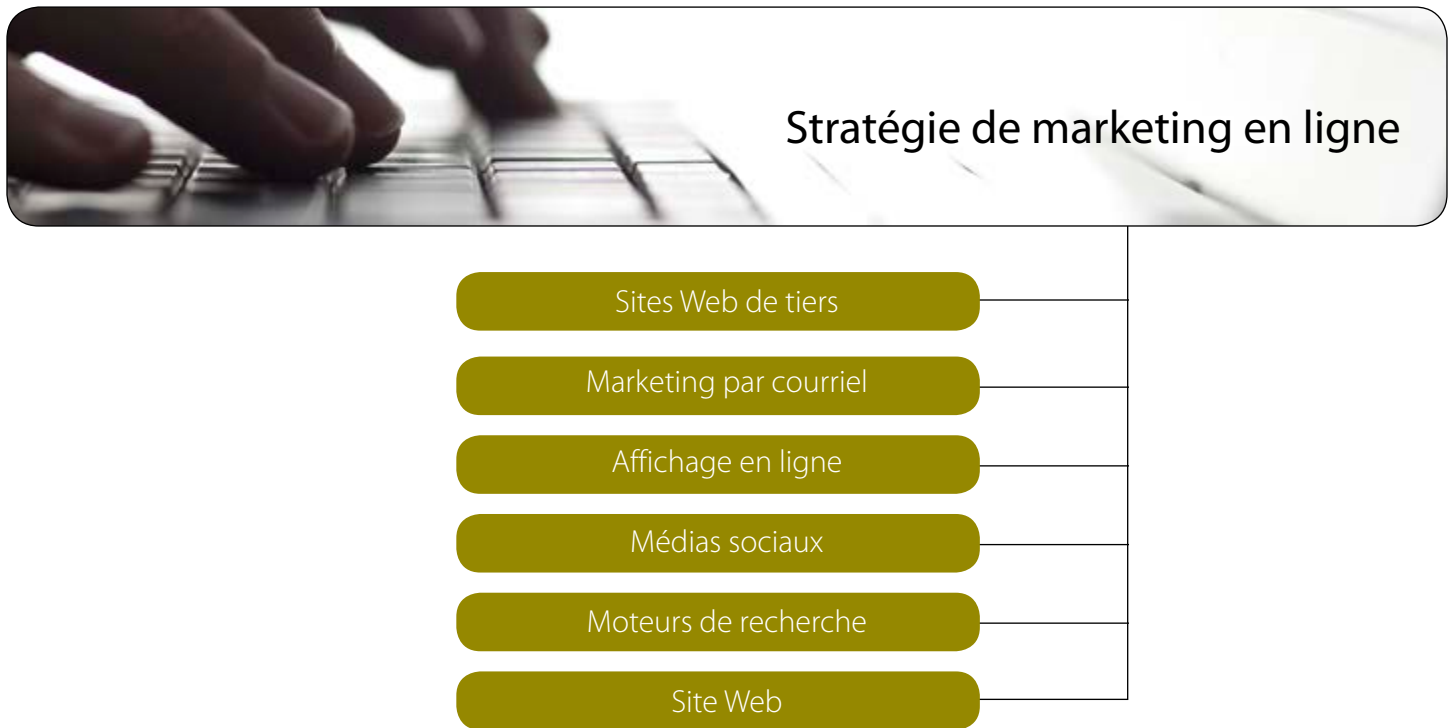 Stratégie de marketing en ligne
Sites Web de tiers
Marketing par courriel
Affichage en ligne
Médias sociaux
Moteurs de recherche
Site Web